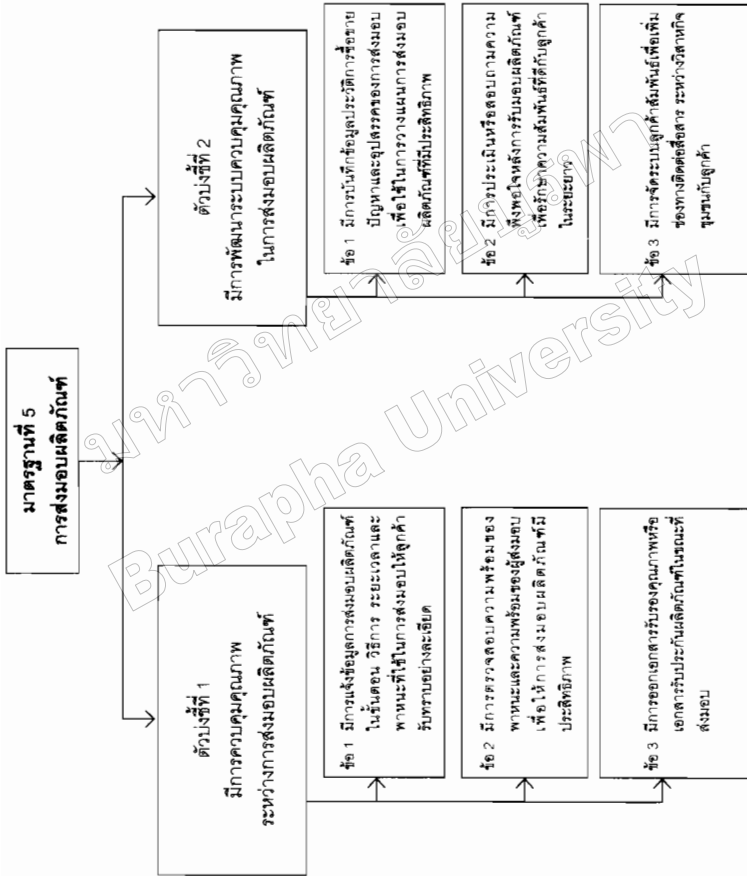 มาตรฐานที่ 5
การส่งมอบผลิตภัณฑ์
ตัวบ่งชี้ที่ 1
มีการควบคุมคุณภาพ
ระหว่างการส่งมอบผลิตภัณฑ์
ข้อ 1 มีการแจ้งข้อมูลการส่งมอบผลิตภัณฑ์
ในขั้นตอน วิธีการ ระยะเวลาและ
พาหนะที่ใช้ในการส่งมอบให้ลูกค้า
รับทราบอย่างละเอียด
ข้อ 2 มีการตรวจสอบความพร้อมของ
พาหนะและความพร้อมของผู้ส่งมอบ
เพื่อให้การส่งมอบผลิตภัณฑ์มี
ประสิทธิภาพ
ข้อ 3 มีการออกเอกสารรับรองคุณภาพหรือ
เอกสารรับประกันผลิตภัณฑ์ในขณะที่
ส่งมอบ
ตัวบ่งชี้ที่ 2
มีการพัฒนาระบบควบคุมคุณภาพ
ในการส่งมอบผลิตภัณฑ์
ข้อ 1 มีการบันทึกข้อมูลประวัติการซื้อขาย
ปัญหาและอุปสรรคของการส่งมอบ
เพื่อใช้ในการวางแผนการส่งมอบ
ผลิตภัณฑ์ที่มีประสิทธิภาพ
ข้อ 2 มีการประเมินหรือสอบถามความ
พึงพอใจหลังการรับมอบผลิตภัณฑ์
เพื่อรักษาความสัมพันธ์ที่ดีกับลูกค้า
ในระยะยาว
ข้อ 3 มีการจัดระบบลูกค้าสัมพันธ์เพื่อเพิ่ม
ช่องทางติดต่อสื่อสาร ระหว่างวิสาหกิจ
ชุมชนกับลูกค้า
มหาวิทยาลัยบูรพา
Burapha University